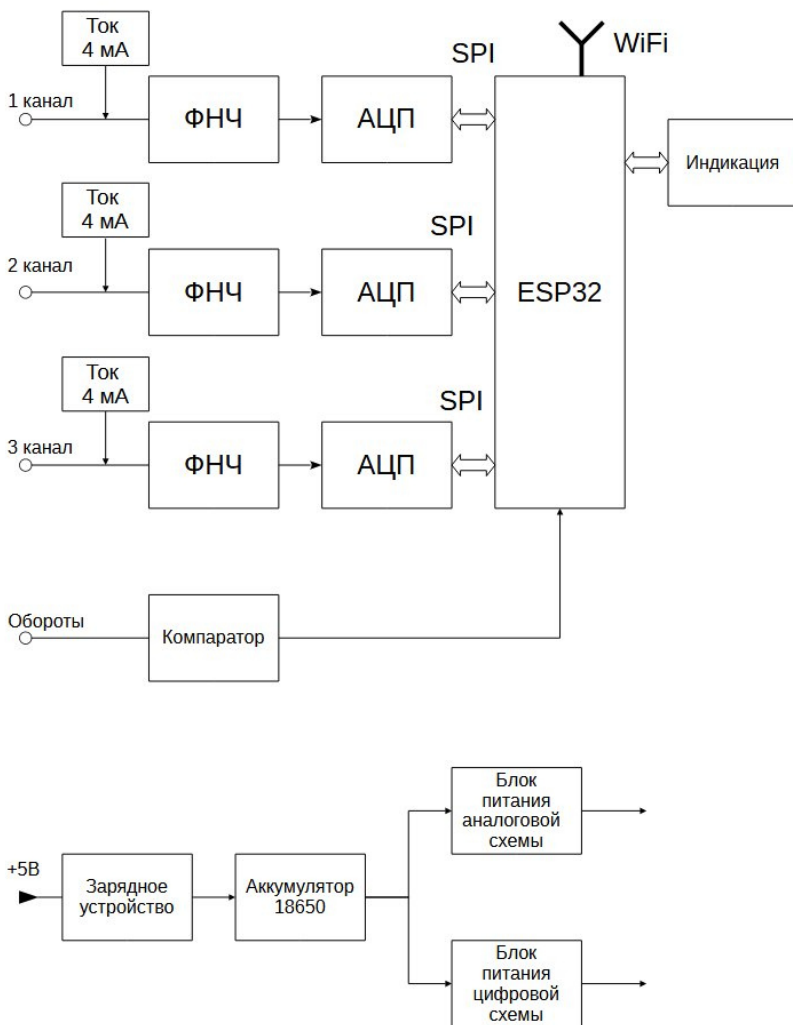 Ток
4 мА
1 канал
ФНЧ
АЦП
SPI
WiFi
Индикация
Ток
4 мА
2 канал
ФНЧ
АЦП
SPI
ESP32
Ток
4 мА
3 канал
ФНЧ
АЦП
SPI
Обороты
Компаратор
Блок
питания
аналоговой
схемы
+5В
Зарядное
устройство
Аккумулятор
18650
Блок
питания
цифровой
схемы